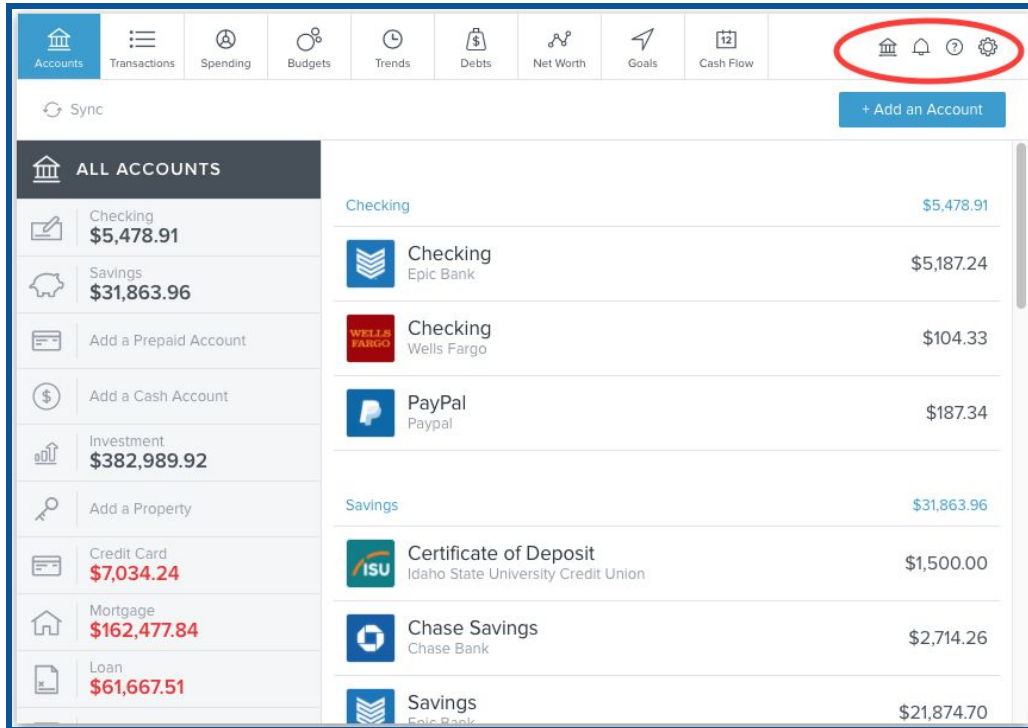 Accounts
Transactions
Spending
Budgets
Trends
$
Debts
Net Worth
Goals
12
Cash Flow
?
Sync
+ Add an Account
ALL ACCOUNTS
Checking
$5,478.91
Savings
$31,863.96
Add a Prepaid Account
$
Add a Cash Account
Investment
$382,989.92
Add a Property
Credit Card
$7,034.24
Mortgage
$162,477.84
Loan
$61,667.51
Checking $5,478.91
Checking
Epic Bank
$5,187.24
WELLS
FARGO
Checking
Wells Fargo
$104.33
PayPal
Paypal
$187.34
Savings $31,863.96
ISU
Certificate of Deposit
Idaho State University Credit Union
$1,500.00
Chase Savings
Chase Bank
$2,714.26
Savings
Epic Bank
$21,874.70